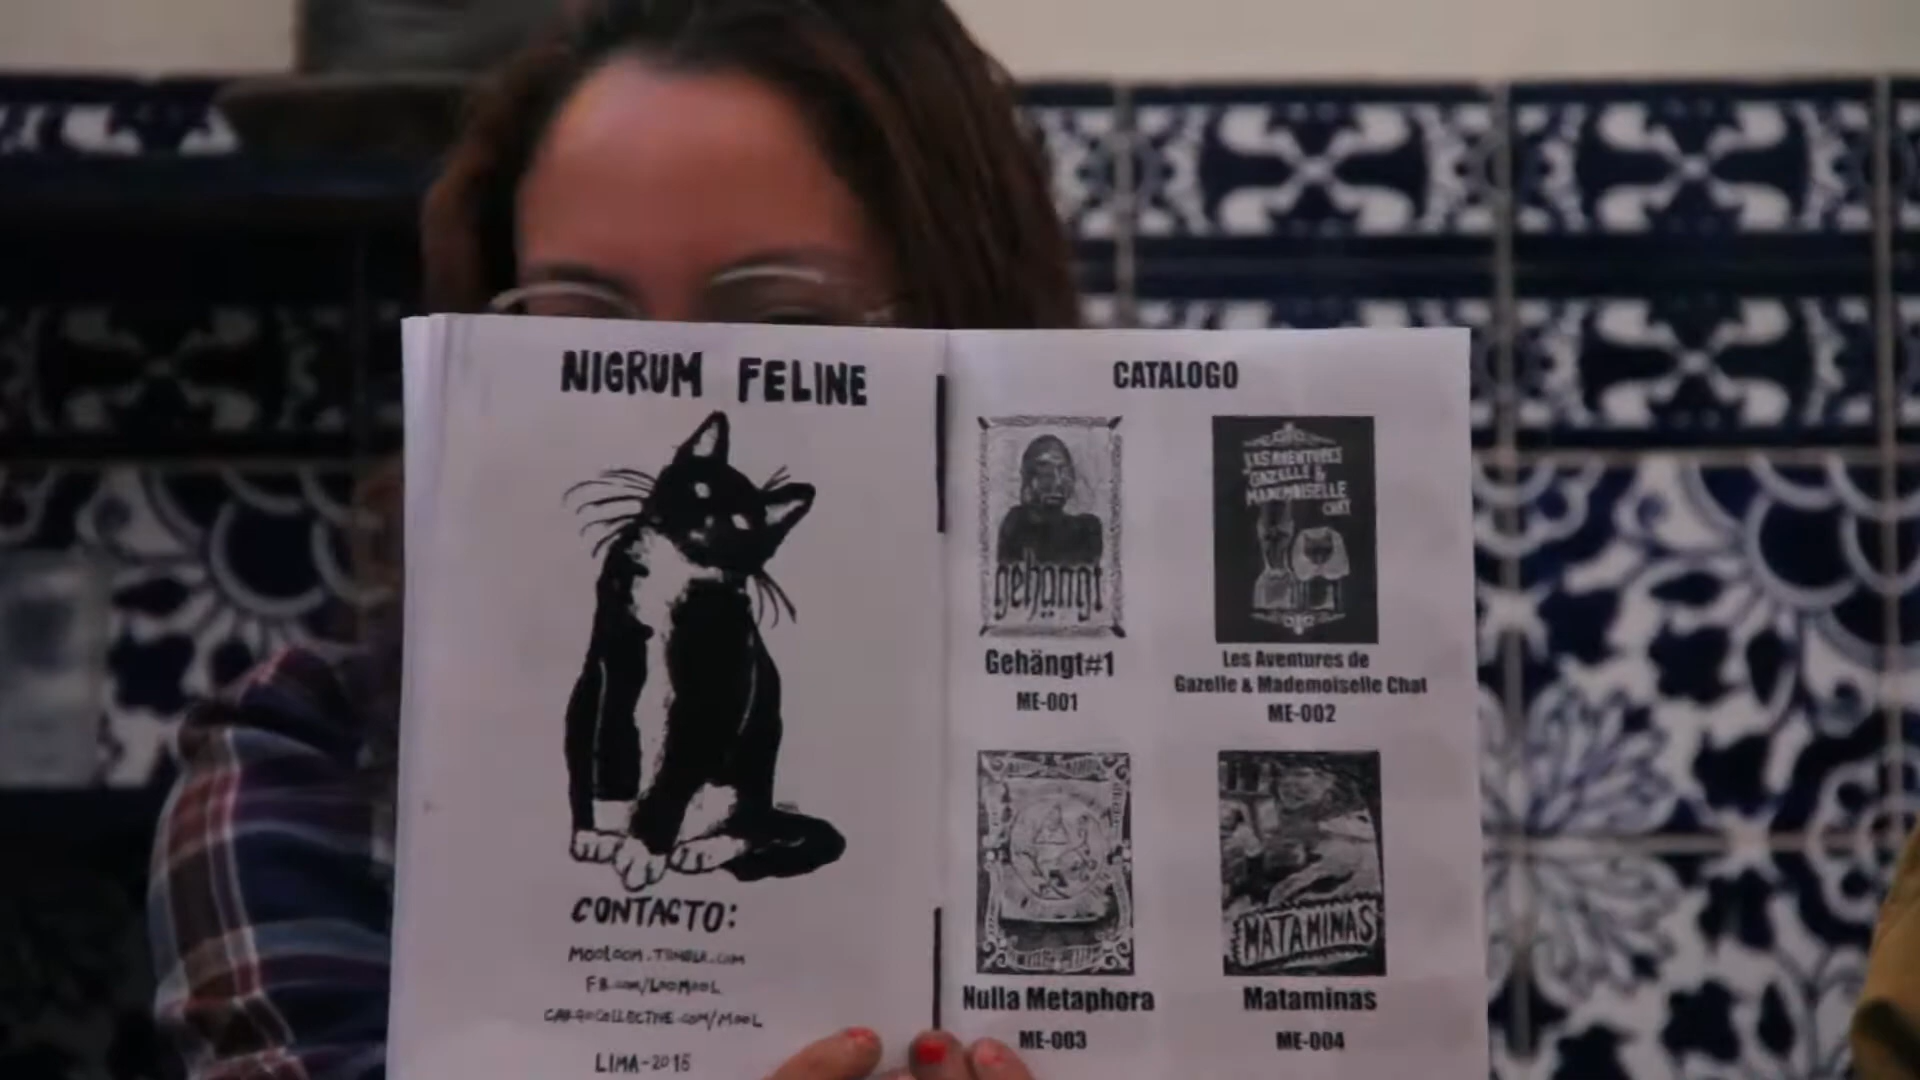 NIGRUM FELINE
CONTACTO:
MOOLOOM.TUMBLR.COM
FB.COM/LAOMOOL
CARGOCOLLECTIVE.COM/MOOL
LIMA-2015
CATALOGO
gehängt
Gehängt#1
ME-001
LES AVENTURES
DE GAZELLE &
MADEMOISELLE
CHAT
Les Aventures de
Gazelle & Mademoiselle Chat
ME-002
Nulla Metaphora
ME-003
MATAMINAS
Mataminas
ME-004